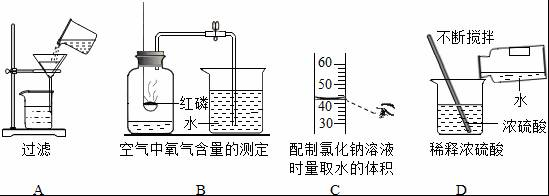 红磷
水
60
50
40
30
不断搅拌
水
浓硫酸
过滤
空气中氧气含量的测定
配制氯化钠溶液
时量取水的体积
稀释浓硫酸
A
B
C
D